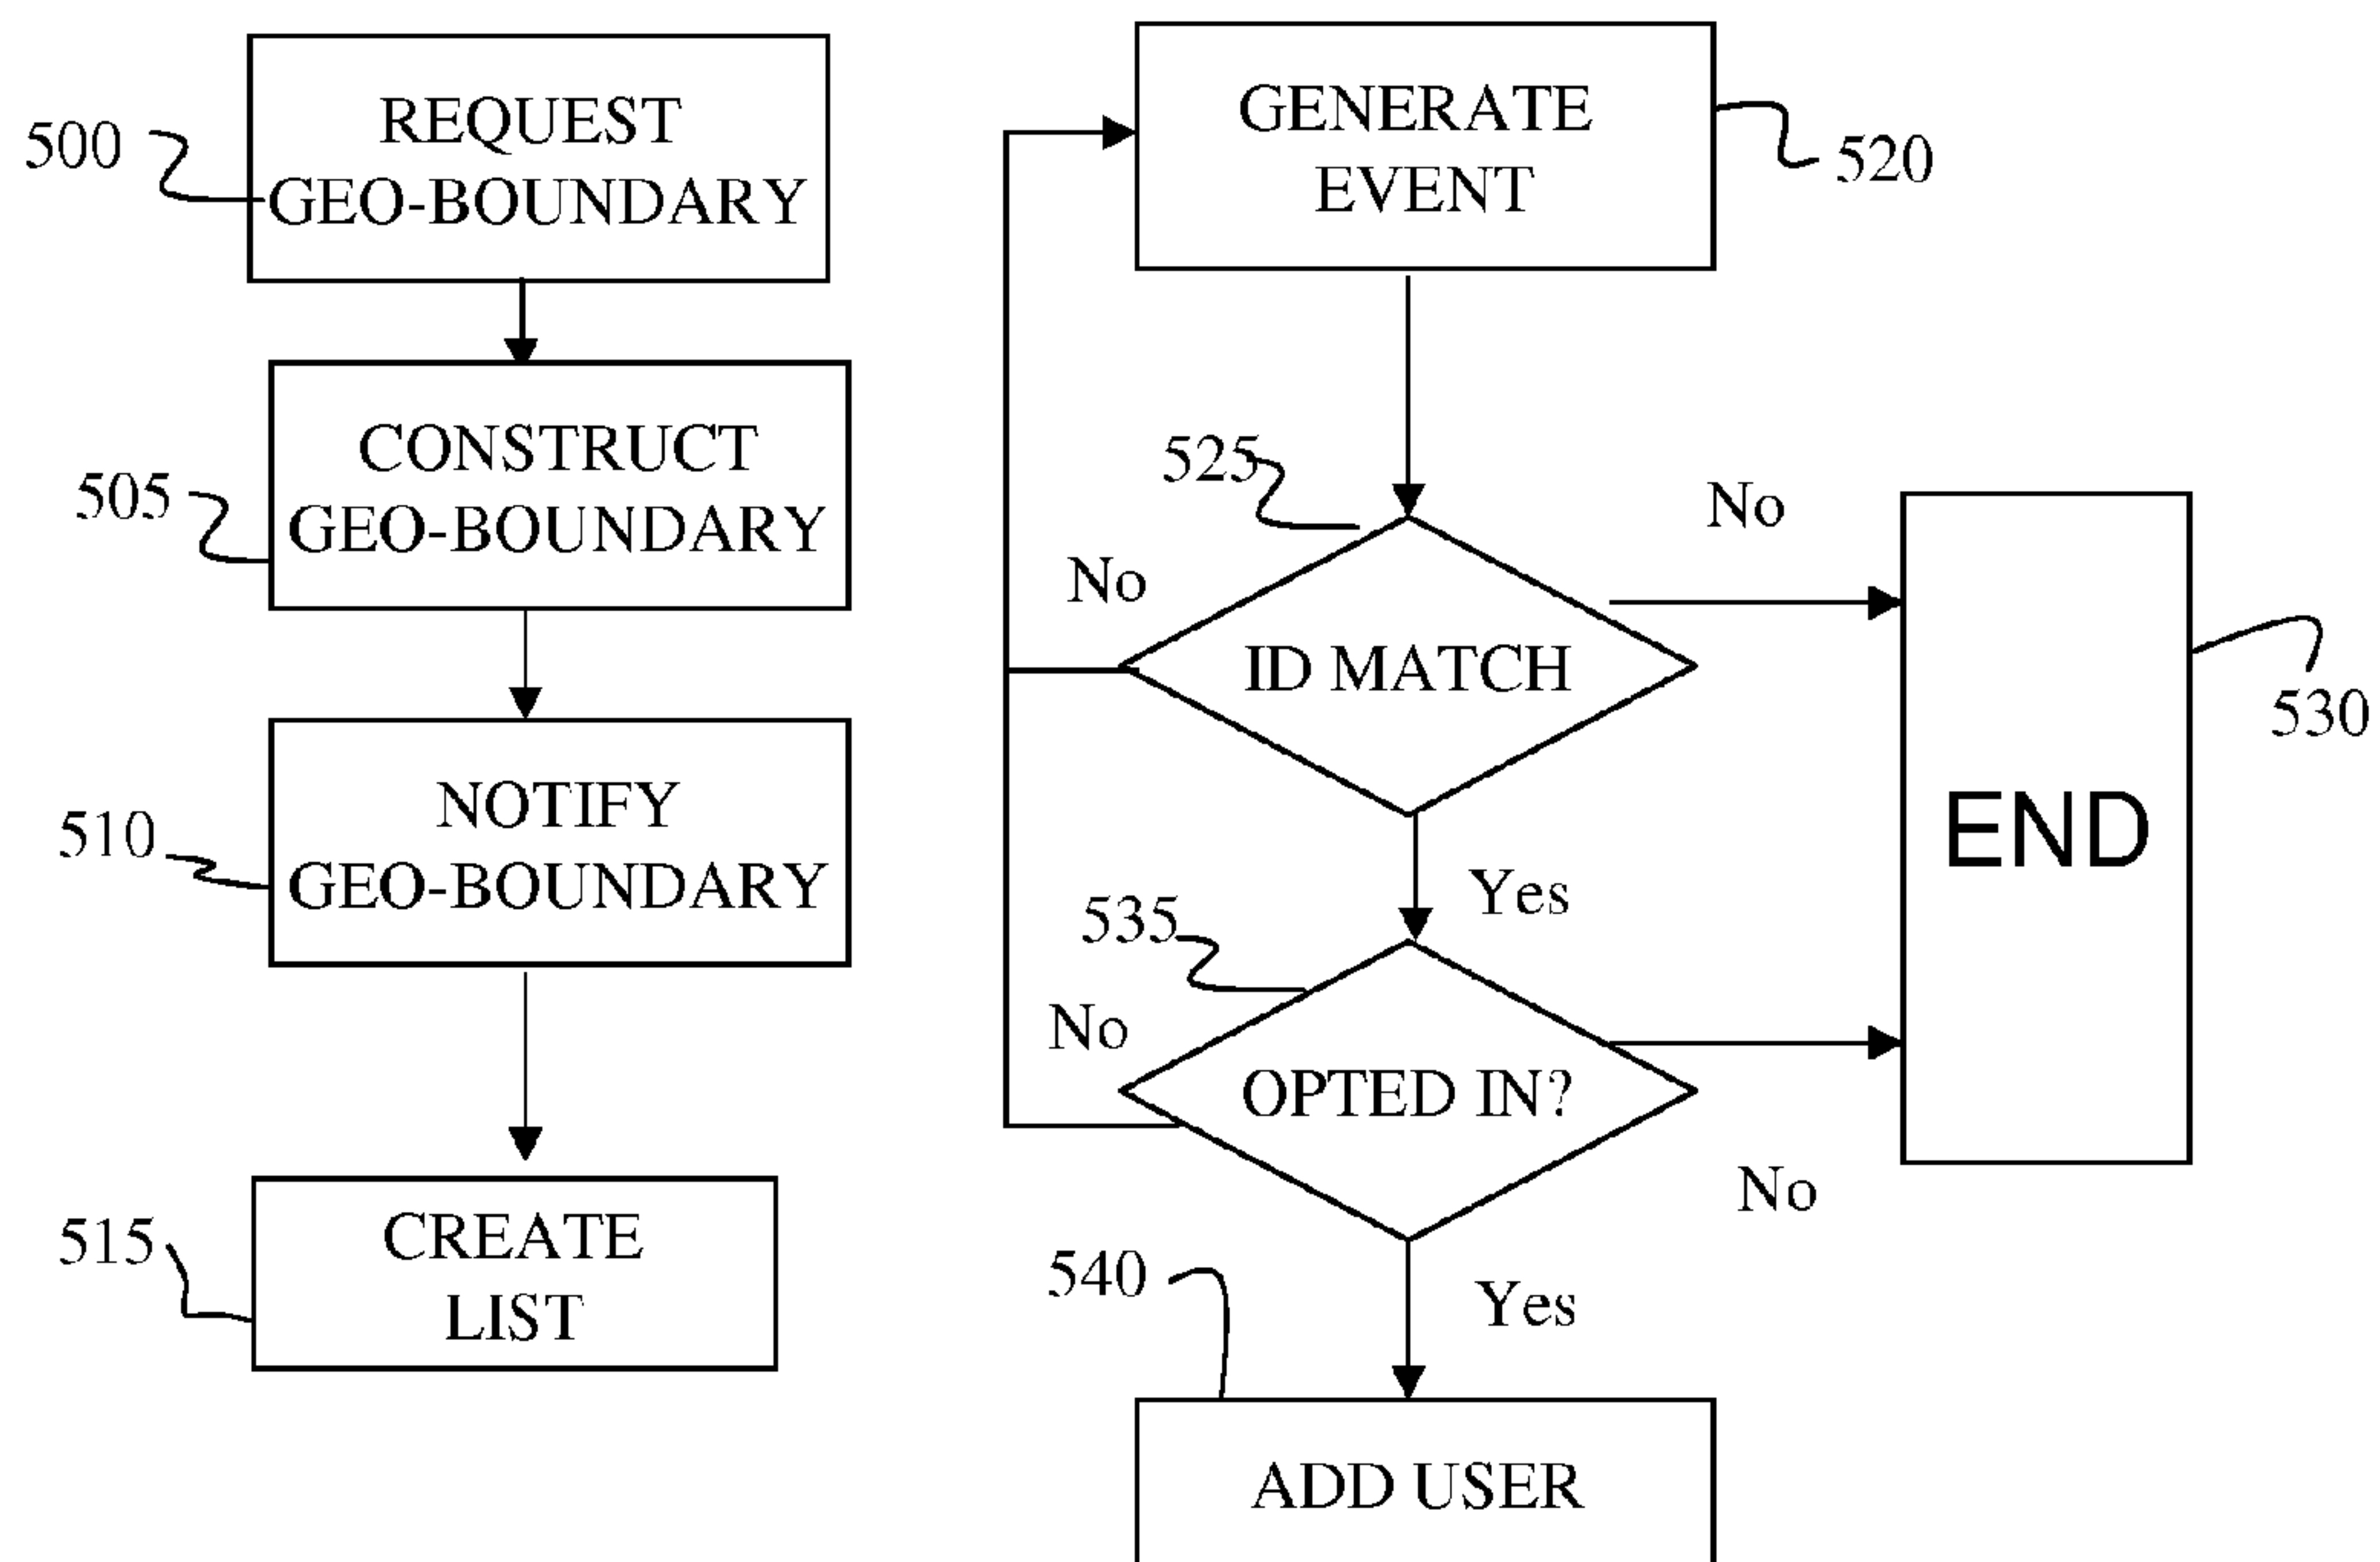 500
REQUEST
GEO-BOUNDARY
505
CONSTRUCT
GEO-BOUNDARY
510
NOTIFY
GEO-BOUNDARY
515
CREATE
LIST
GENERATE
EVENT
520
525
No
No
ID MATCH
END
530
Yes
535
No
OPTED IN?
No
540
Yes
ADD USER